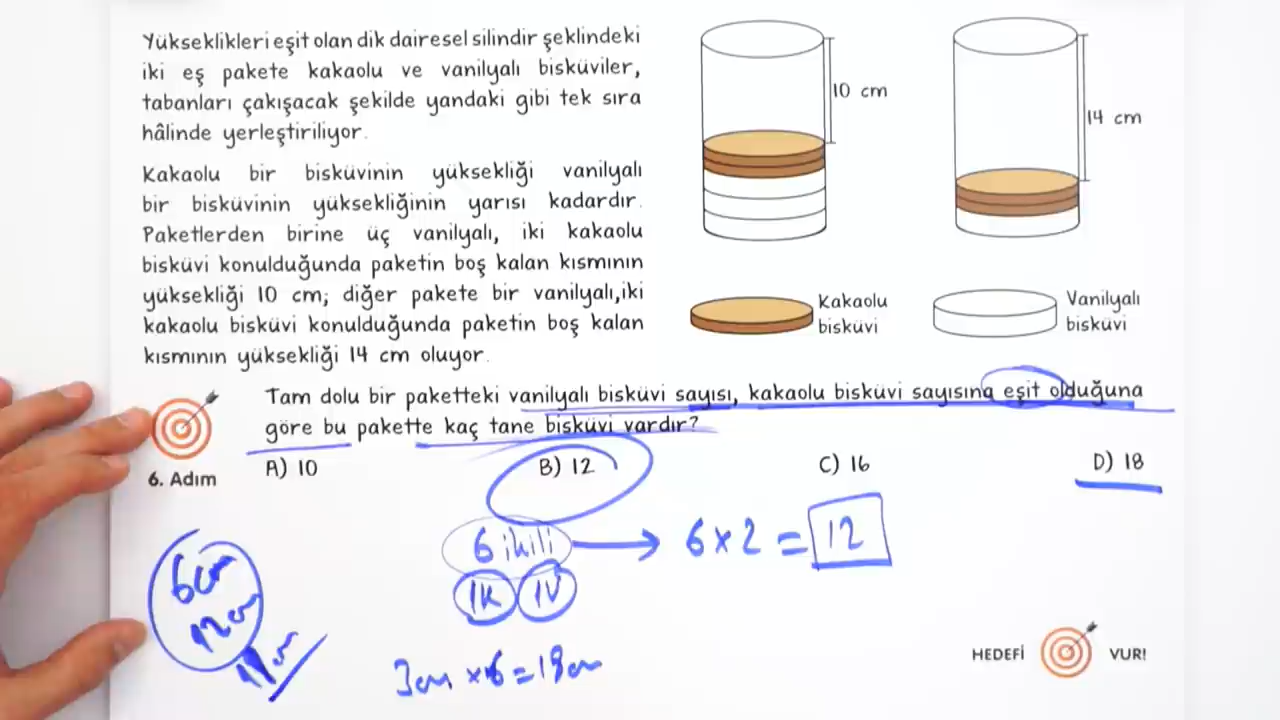 Yükseklikleri eşit olan dik dairesel silindir şeklindeki
iki eş pakete kakaolu ve vanilyalı bisküviler,
tabanları çakışacak şekilde yandaki gibi tek sıra
hâlinde yerleştiriliyor.
Kakaolu bir bisküvinin yüksekliği vanilyalı
bir bisküvinin yüksekliğinin yarısı kadardır.
Paketlerden birine üç vanilyalı, iki kakaolu
bisküvi konulduğunda paketin boş kalan kısmının
yüksekliği 10 cm; diğer pakete bir vanilyalı,iki
kakaolu bisküvi konulduğunda paketin boş kalan
kısmının yüksekliği 14 cm oluyor.
10 cm
14 cm
Kakaolu
bisküvi
Vanilyalı
bisküvi
Tam dolu bir paketteki vanilyalı bisküvi sayısı, kakaolu bisküvi sayısına eşit olduğuna
göre bu pakette kaç tane bisküvi vardır?
6. Adım
A) 10
B) 12
C) 16
D) 18
6 ikili
6 x 2 = 12
1K 1V
6cm
12cm
3cm x 6 = 18cm
HEDEFİ
VUR!